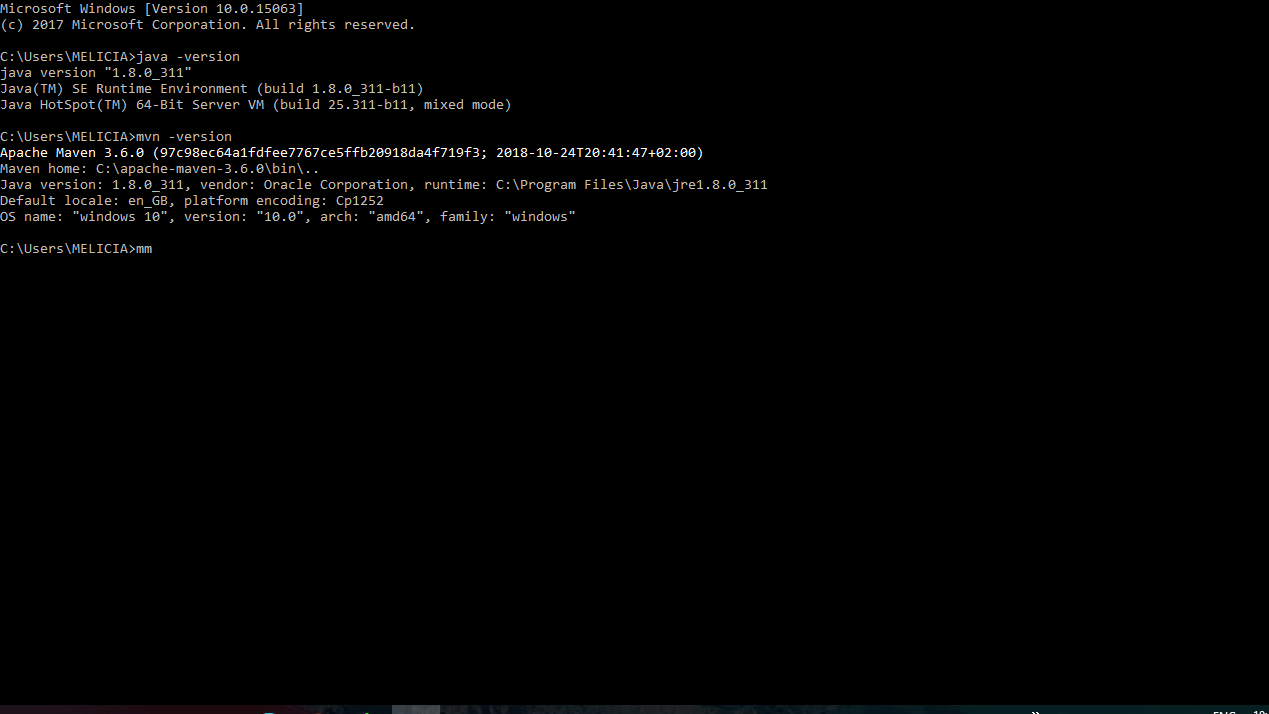 Microsoft Windows [Version 10.0.15063]
(c) 2017 Microsoft Corporation. All rights reserved.
C:\Users\MELICIA>java -version
java version "1.8.0_311"
Java(TM) SE Runtime Environment (build 1.8.0_311-b11)
Java HotSpot(TM) 64-Bit Server VM (build 25.311-b11, mixed mode)
C:\Users\MELICIA>mvn -version
Apache Maven 3.6.0 (97c98ec64a1fdfee7767ce5ffb20918da4f719f3; 2018-10-24T20:41:47+02:00)
Maven home: C:\apache-maven-3.6.0\bin\..
Java version: 1.8.0_311, vendor: Oracle Corporation, runtime: C:\Program Files\Java\jre1.8.0_311
Default locale: en_GB, platform encoding: Cp1252
OS name: "windows 10", version: "10.0", arch: "amd64", family: "windows"
C:\Users\MELICIA>mm